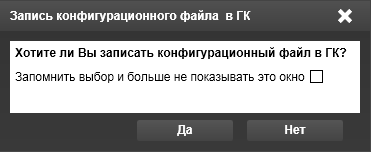 Запись конфигурационного файла в ГК
Хотите ли Вы записать конфигурационный файл в ГК?
Запомнить выбор и больше не показывать это окно
Да
Нет